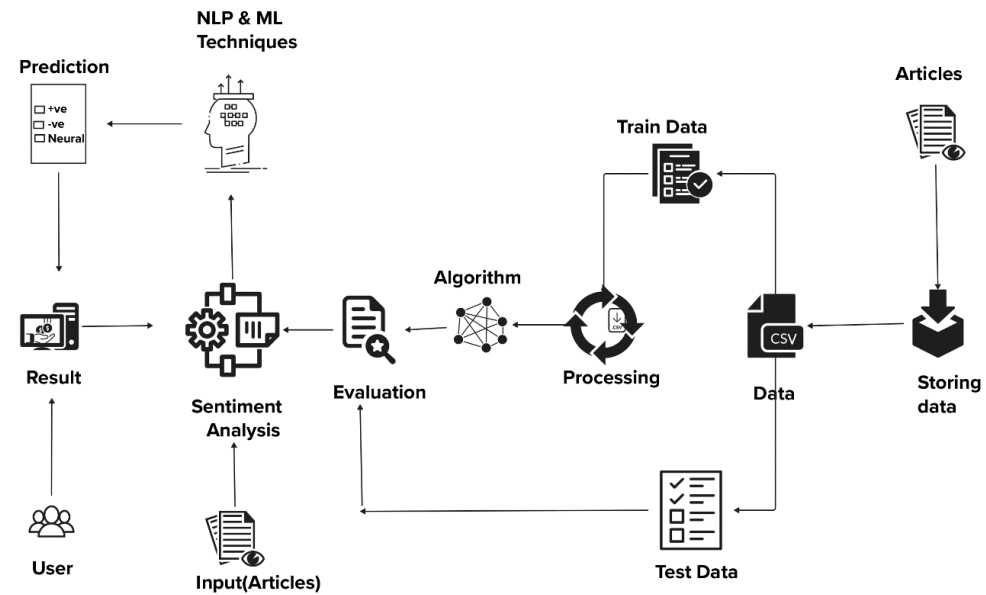 NLP & ML
Techniques
Prediction
+ve
-ve
Neural
Articles
Train Data
Algorithm
CSV
CSV
Result
Sentiment
Analysis
Evaluation
Processing
Data
Storing
data
User
Input(Articles)
Test Data